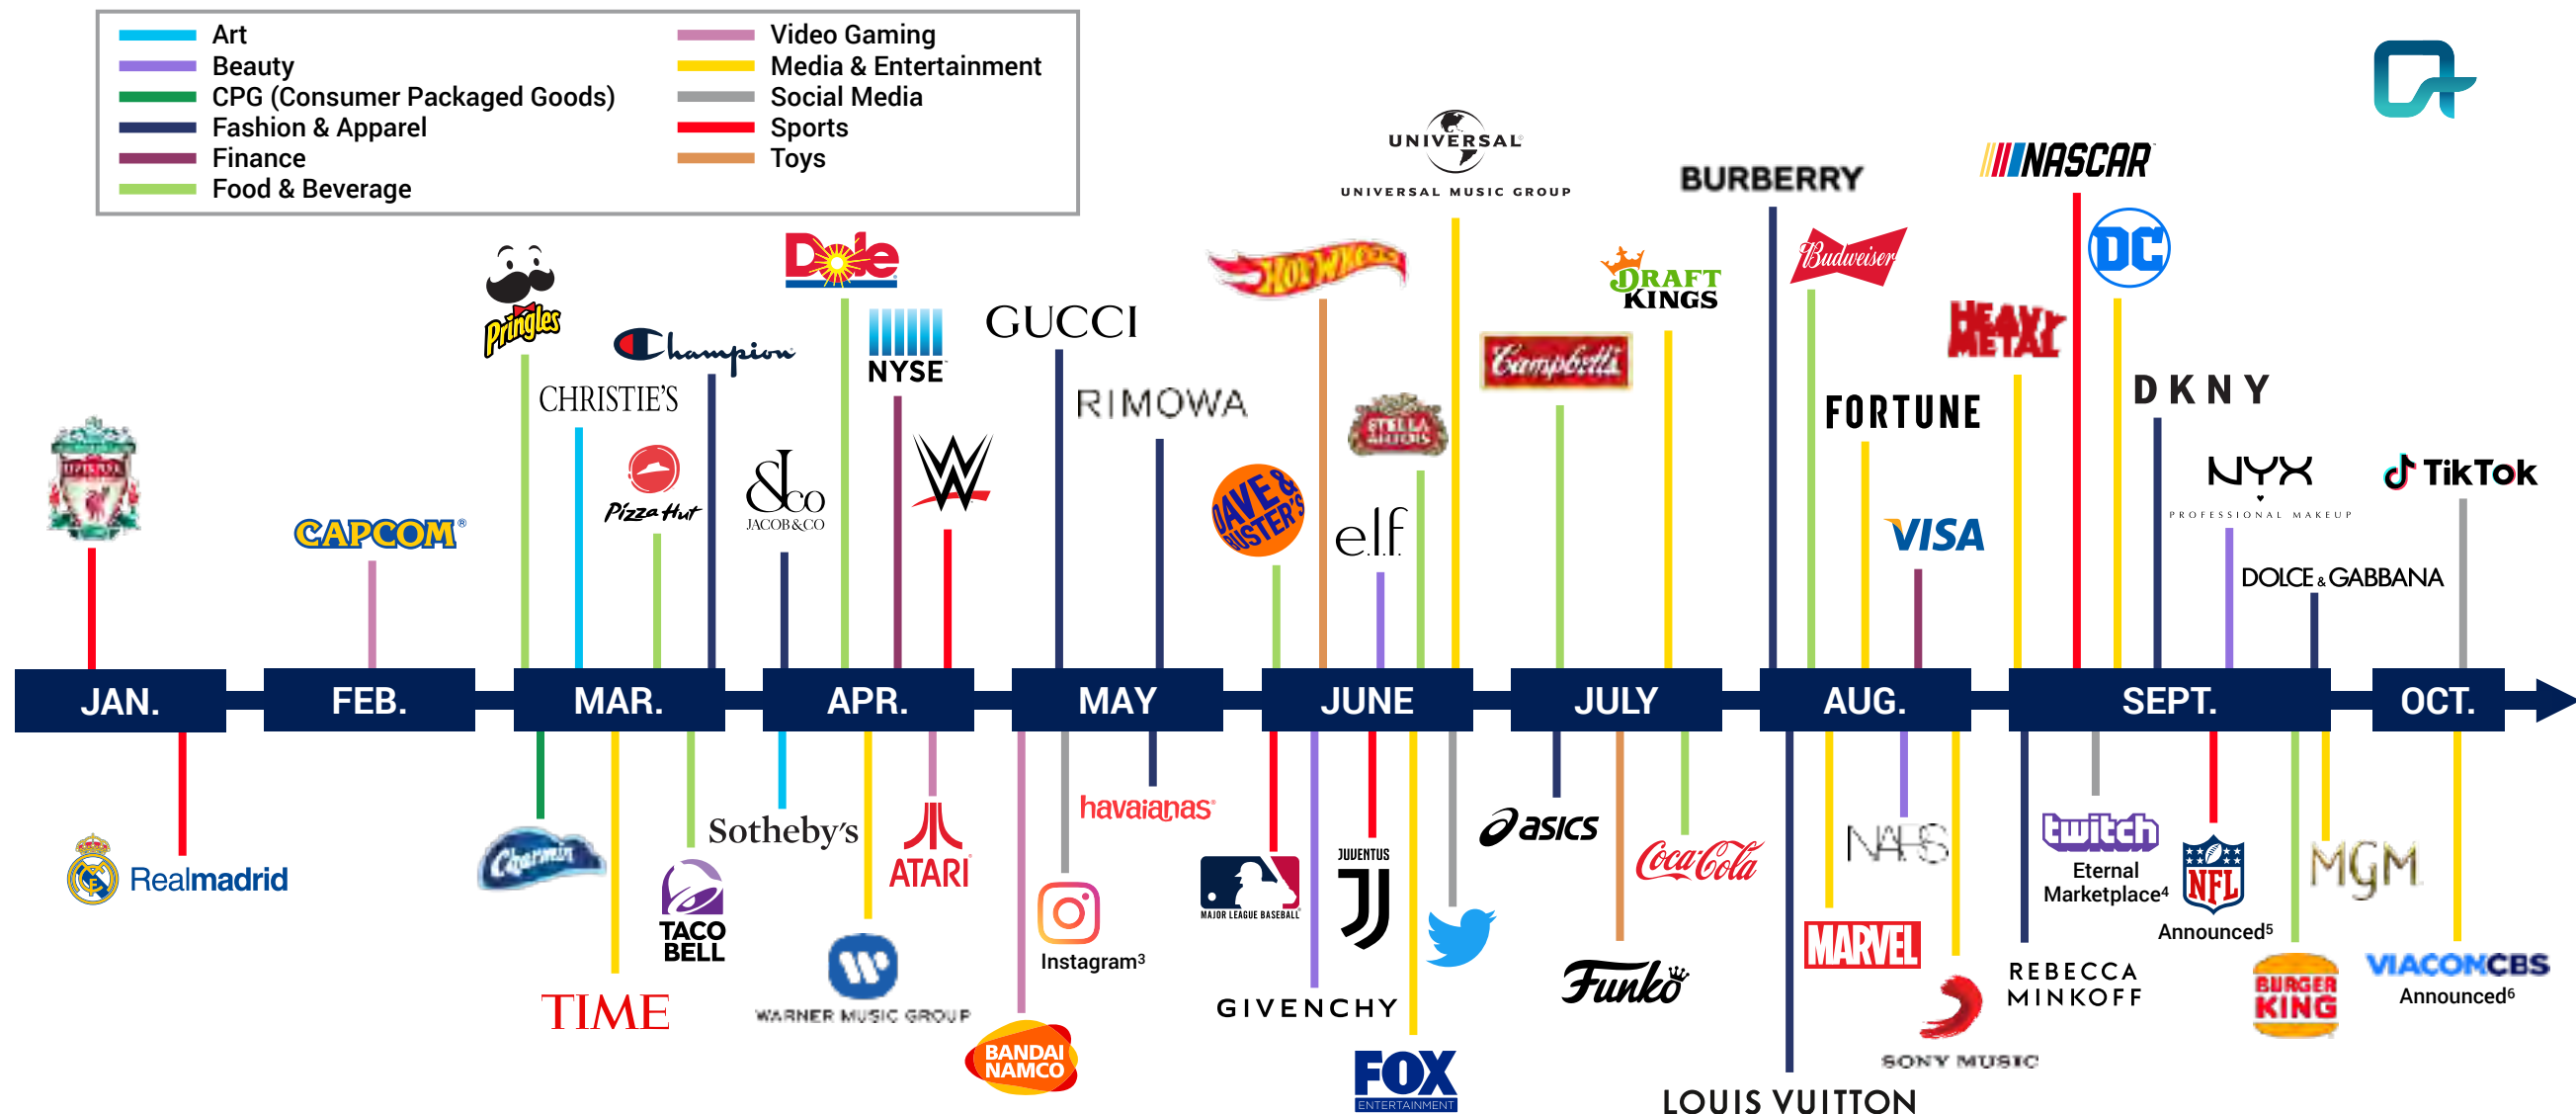 Art
Beauty
CPG (Consumer Packaged Goods)
Fashion & Apparel
Finance
Food & Beverage
Video Gaming
Media & Entertainment
Social Media
Sports
Toys
UNIVERSAL
UNIVERSAL MUSIC GROUP
BURBERRY
NASCAR
Budweiser
DC
Dole
HOT WHEELS
DRAFT
KINGS
Pringles
Champion
NYSE
GUCCI
Campbell's
HEAVY
METAL
CHRISTIE'S
RIMOWA
STELLA
ARTOIS
FORTUNE
DKNY
LIVERPOOL
Pizza Hut
J&CO
JACOB&CO
W
DAVE &
BUSTER'S
e.l.f.
CAPCOM®
VISA
NYX
PROFESSIONAL MAKEUP
TikTok
DOLCE & GABBANA
JAN.
FEB.
MAR.
APR.
MAY
JUNE
JULY
AUG.
SEPT.
OCT.
Realmadrid
Charmin
TIME
TACO
BELL
Sotheby's
WARNER MUSIC GROUP
ATARI
BANDAI
NAMCO
Instagram³
havaianas®
MAJOR LEAGUE BASEBALL
GIVENCHY
JUVENTUS
FOX
ENTERTAINMENT
asics
Funko
Coca-Cola
LOUIS VUITTON
MARVEL
NARS
SONY MUSIC
REBECCA
MINKOFF
twitch
Eternal
Marketplace⁴
NFL
Announced⁵
BURGER
KING
MGM
VIACOMCBS
Announced⁶